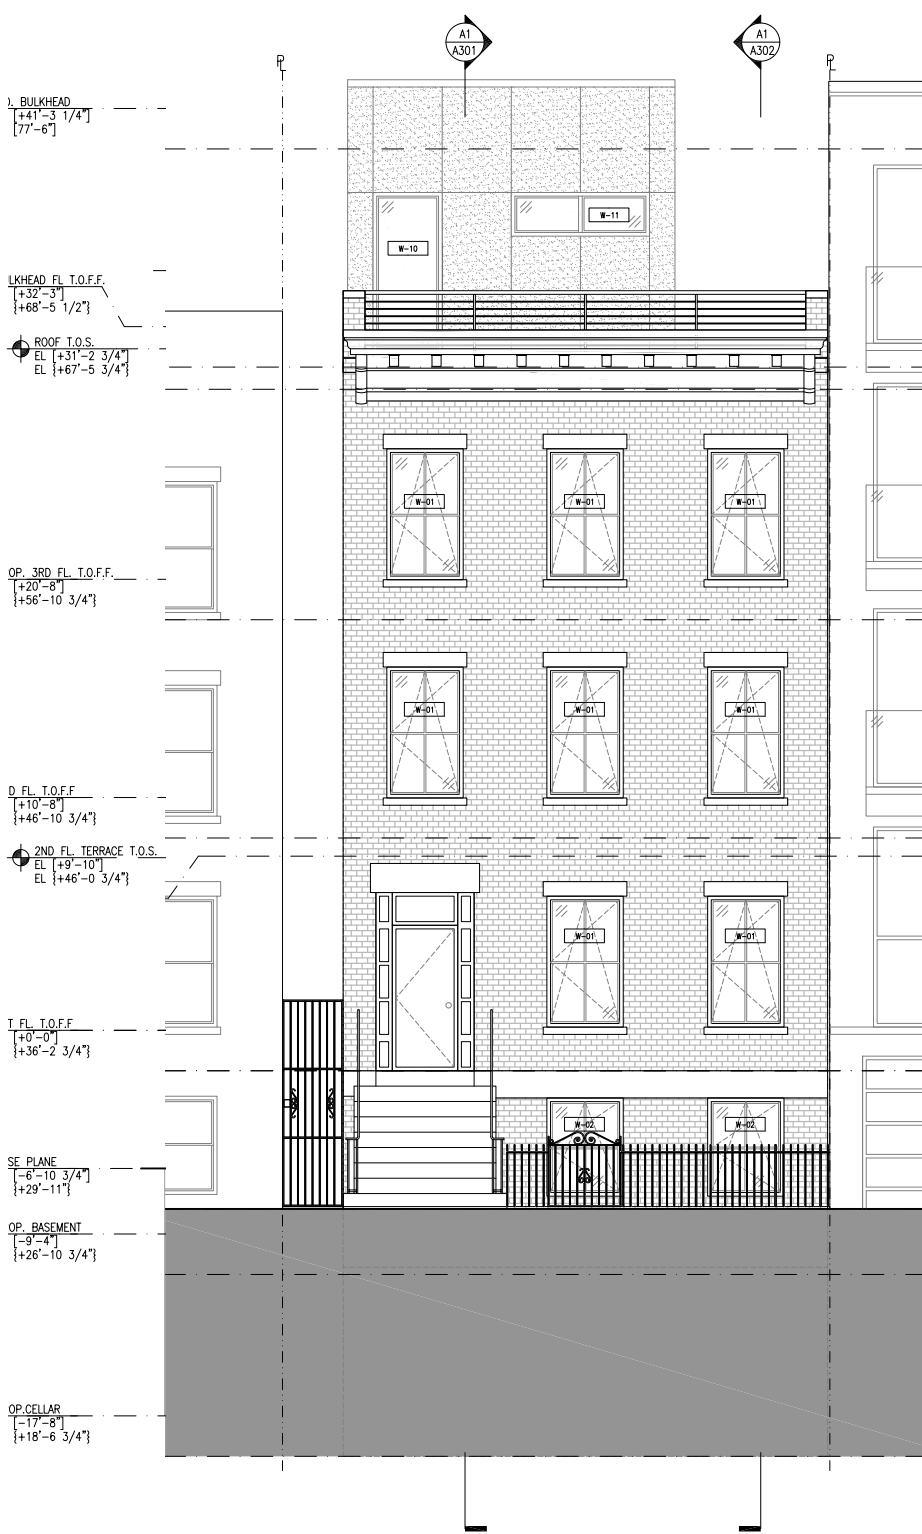 A1
A301
A1
A302
PL
PL
). BULKHEAD
[+41'-3 1/4"]
[77'-6"]
W-11
W-10
LKHEAD FL T.O.F.F.
[+32'-3"]
{+68'-5 1/2"}
ROOF T.O.S.
EL [+31'-2 3/4"]
EL {+67'-5 3/4"}
W-01
W-01
W-01
OP. 3RD FL. T.O.F.F.
[+20'-8"]
{+56'-10 3/4"}
W-01
W-01
W-01
D FL. T.O.F.F
[+10'-8"]
{+46'-10 3/4"}
2ND FL. TERRACE T.O.S.
EL [+9'-10"]
EL {+46'-0 3/4"}
W-01
W-01
T FL. T.O.F.F
[+0'-0"]
{+36'-2 3/4"}
W-02
W-02
SE PLANE
[-6'-10 3/4"]
{+29'-11"}
OP. BASEMENT
[-9'-4"]
{+26'-10 3/4"}
OP.CELLAR
[-17'-8"]
{+18'-6 3/4"}